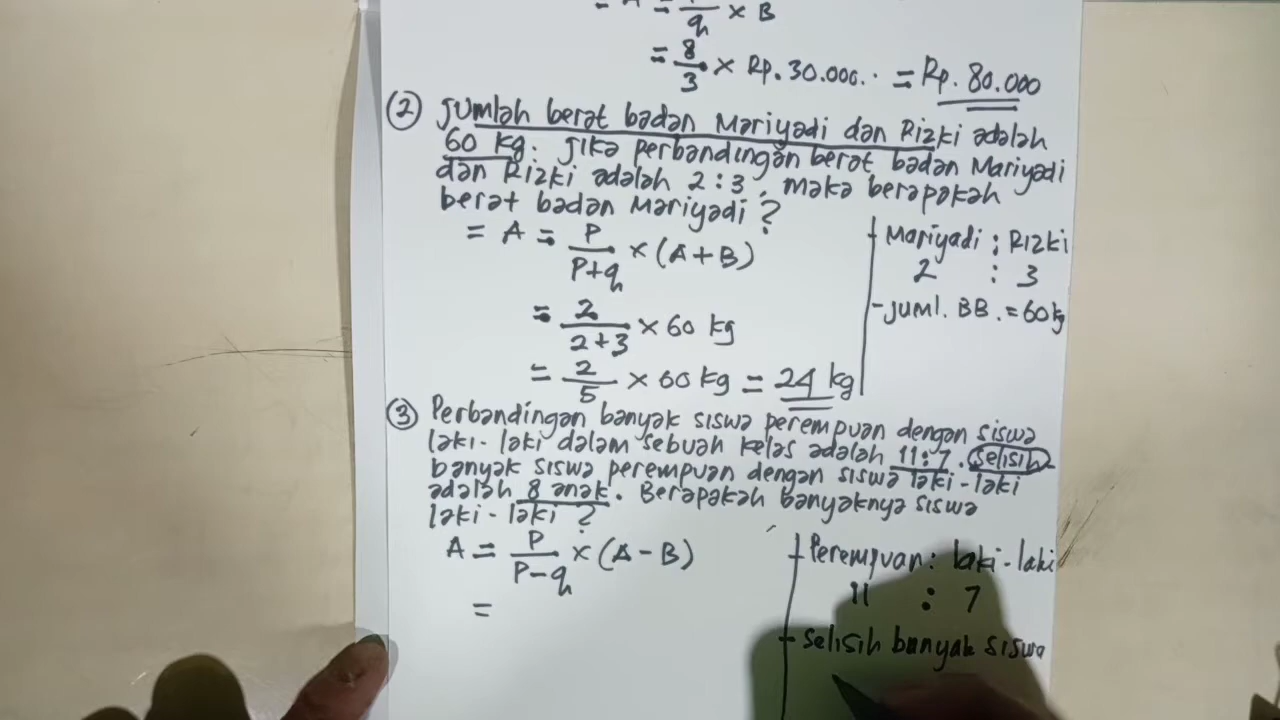 = A = P/q × B
= 8/3 × Rp. 30.000.. = Rp. 80.000
② Jumlah berat badan Mariyadi dan Rizki adalah
60 kg. Jika perbandingan berat badan Mariyadi
dan Rizki adalah 2 : 3, maka berapakah
berat badan Mariyadi ?
= A = P/P+q × (A + B)
= 2/2+3 × 60 kg
= 2/5 × 60 kg = 24 kg
- Mariyadi : Rizki
2 : 3
- Juml. BB. = 60 kg
③ Perbandingan banyak siswa perempuan dengan siswa
laki - laki dalam sebuah kelas adalah 11 : 7. Selisih
banyak siswa perempuan dengan siswa laki - laki
adalah 8 anak. Berapakah banyaknya siswa
laki - laki ?
A = P/P-q × (A - B)
=
- Perempuan : laki - laki
11 : 7
- Selisih banyak siswa